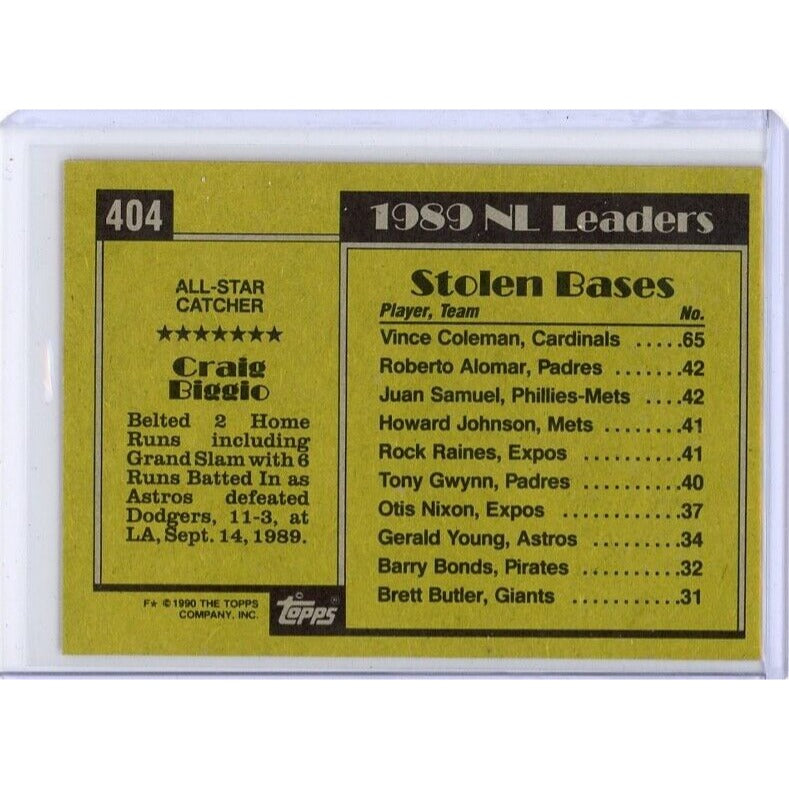 404
ALL-STAR
CATCHER
★★★★★★★
Craig
Biggio
Belted 2 Home
Runs including
Grand Slam with 6
Runs Batted In as
Astros defeated
Dodgers, 11-3, at
LA, Sept. 14, 1989.
F★ © 1990 THE TOPPS
COMPANY, INC.
topps®
1989 NL Leaders
Stolen Bases
Player, Team No.
Vince Coleman, Cardinals .....65
Roberto Alomar, Padres .......42
Juan Samuel, Phillies-Mets ....42
Howard Johnson, Mets ........41
Rock Raines, Expos ..........41
Tony Gwynn, Padres .........40
Otis Nixon, Expos ............37
Gerald Young, Astros .........34
Barry Bonds, Pirates ..........32
Brett Butler, Giants ...........31